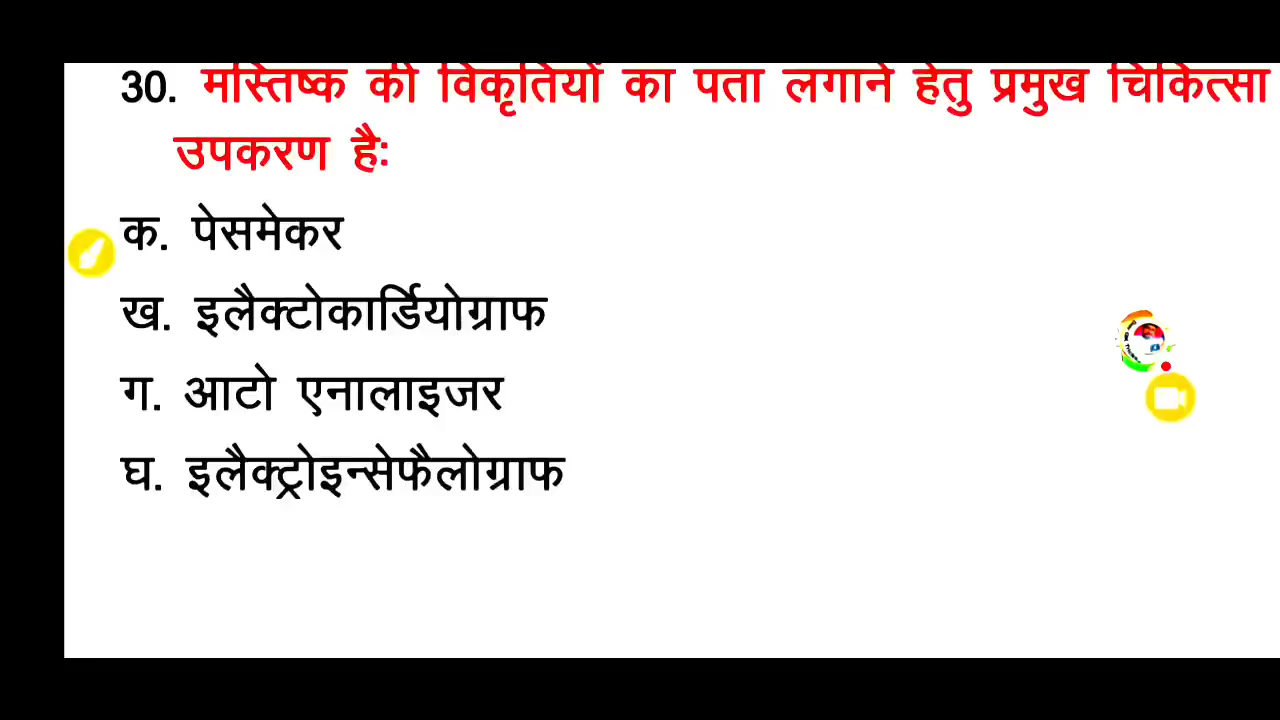 30. मस्तिष्क की विकृतियों का पता लगाने हेतु प्रमुख चिकित्सा
उपकरण हैः
क. पेसमेकर
ख. इलैक्टोकार्डियोग्राफ
ग. आटो एनालाइजर
घ. इलैक्ट्रोइन्सेफैलोग्राफ